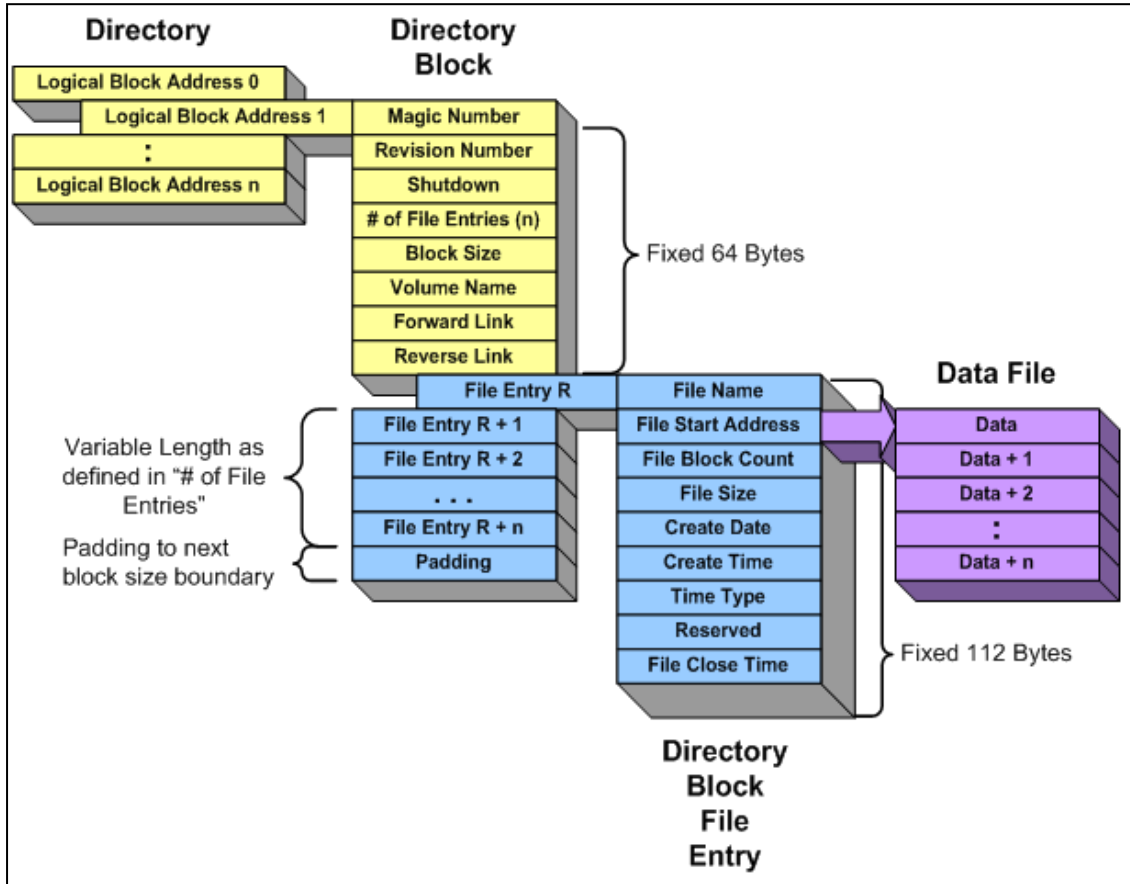 Directory
Logical Block Address 0
Logical Block Address 1
:
Logical Block Address n
Directory
Block
Magic Number
Revision Number
Shutdown
# of File Entries (n)
Block Size
Volume Name
Forward Link
Reverse Link
Fixed 64 Bytes
File Entry R
File Entry R + 1
File Entry R + 2
. . .
File Entry R + n
Padding
Variable Length as
defined in “# of File
Entries”
Padding to next
block size boundary
File Name
File Start Address
File Block Count
File Size
Create Date
Create Time
Time Type
Reserved
File Close Time
Fixed 112 Bytes
Directory
Block
File
Entry
Data File
Data
Data + 1
Data + 2
:
Data + n